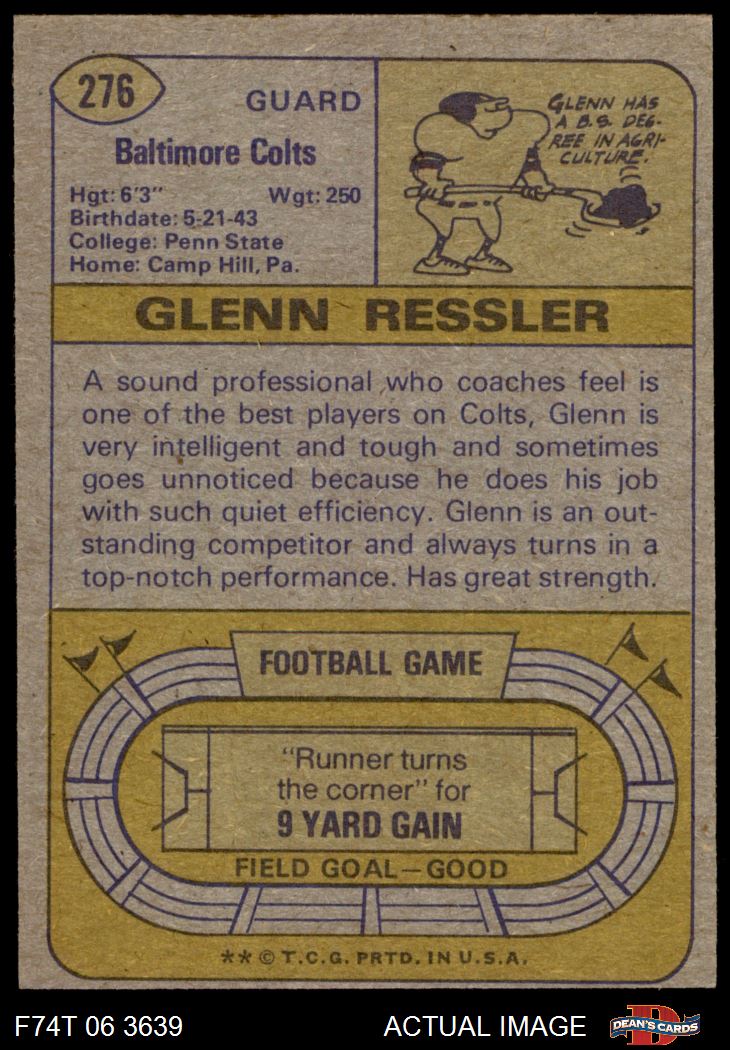 276
GUARD
Baltimore Colts
Hgt: 6'3" Wgt: 250
Birthdate: 5-21-43
College: Penn State
Home: Camp Hill, Pa.
GLENN HAS
A B.S. DEG-
REE IN AGRI-
CULTURE.
GLENN RESSLER
A sound professional who coaches feel is
one of the best players on Colts, Glenn is
very intelligent and tough and sometimes
goes unnoticed because he does his job
with such quiet efficiency. Glenn is an out-
standing competitor and always turns in a
top-notch performance. Has great strength.
FOOTBALL GAME
"Runner turns
the corner" for
9 YARD GAIN
FIELD GOAL—GOOD
** © T.C.G. PRTD. IN U.S.A.
F74T 06 3639
ACTUAL IMAGE
D
DEAN'S CARDS